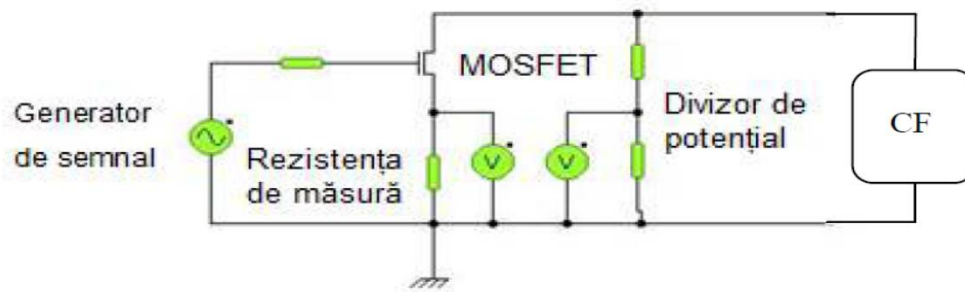 MOSFET
Generator
de semnal
Rezistența
de măsură
V
V
Divizor de
potențial
CF